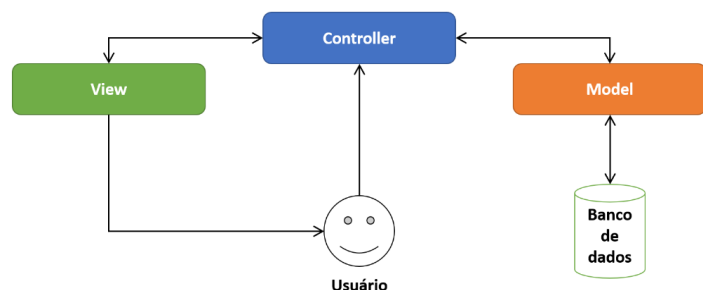 Controller
View
Model
Banco
de
dados
Usuário